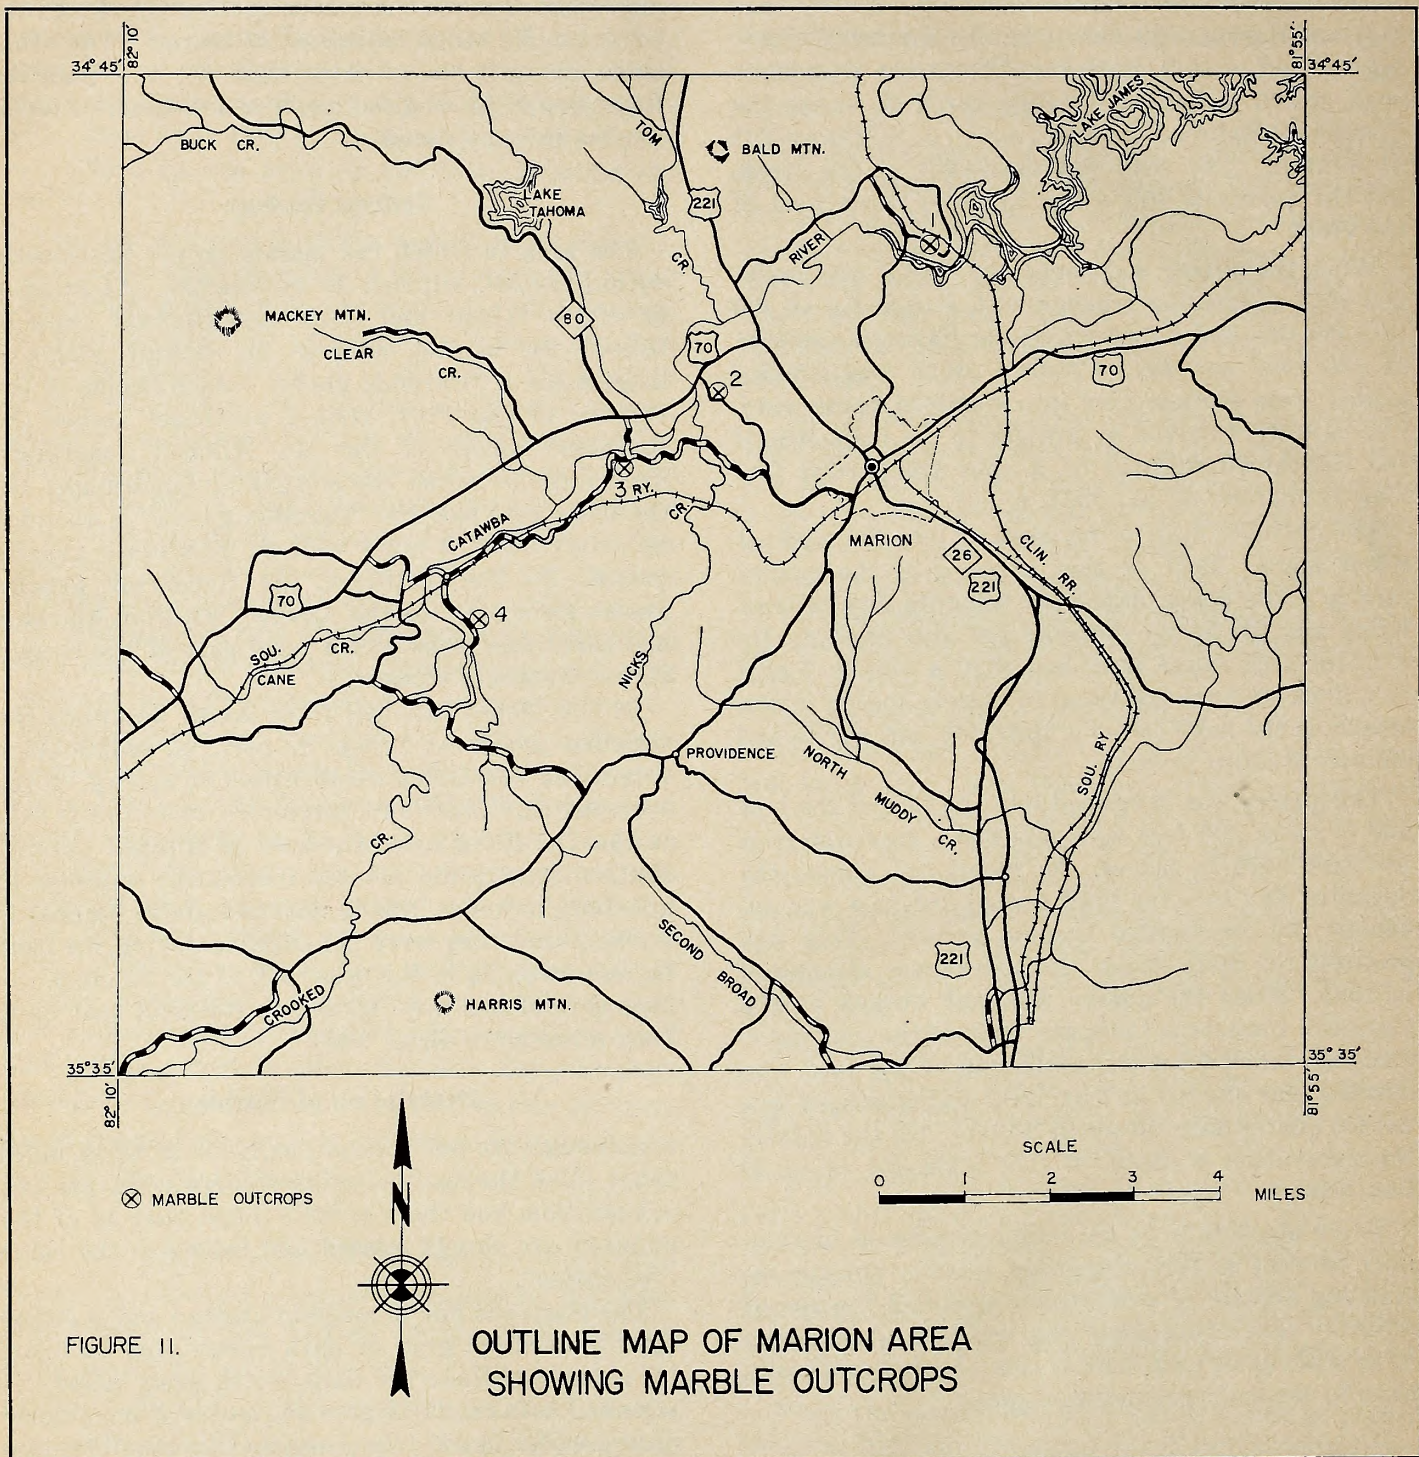 82° 10'
81° 55'
34° 45'
34° 45'
LAKE JAMES
BUCK CR.
TOM
BALD MTN.
LAKE
TAHOMA
221
1
RIVER
CR.
MACKEY MTN.
80
CLEAR
CR.
70
70
2
3
RY.
CR.
CATAWBA
MARION
CLIN. RR.
26
221
70
4
SOU.
CR.
CANE
NICKS
PROVIDENCE
NORTH
MUDDY
CR.
SOU. RY
CR.
SECOND
BROAD
221
CROOKED
HARRIS MTN.
35° 35'
35° 35'
82° 10'
81° 55'
SCALE
0 1 2 3 4
MILES
MARBLE OUTCROPS
N
FIGURE 11.
OUTLINE MAP OF MARION AREA
SHOWING MARBLE OUTCROPS